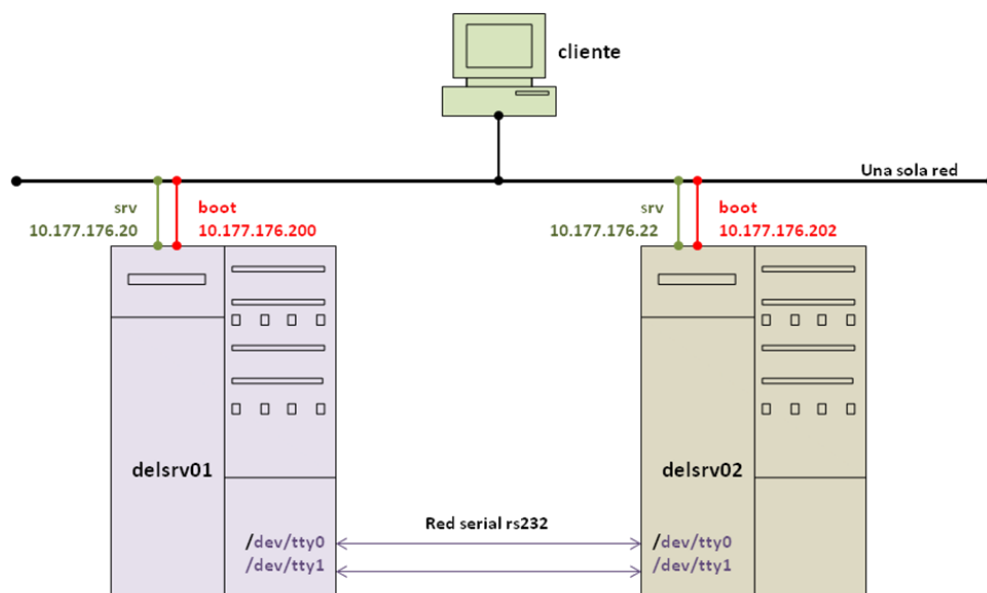 cliente
Una sola red
srv
10.177.176.20
boot
10.177.176.200
srv
10.177.176.22
boot
10.177.176.202
delsrv01
delsrv02
Red serial rs232
/dev/tty0
/dev/tty1
/dev/tty0
/dev/tty1